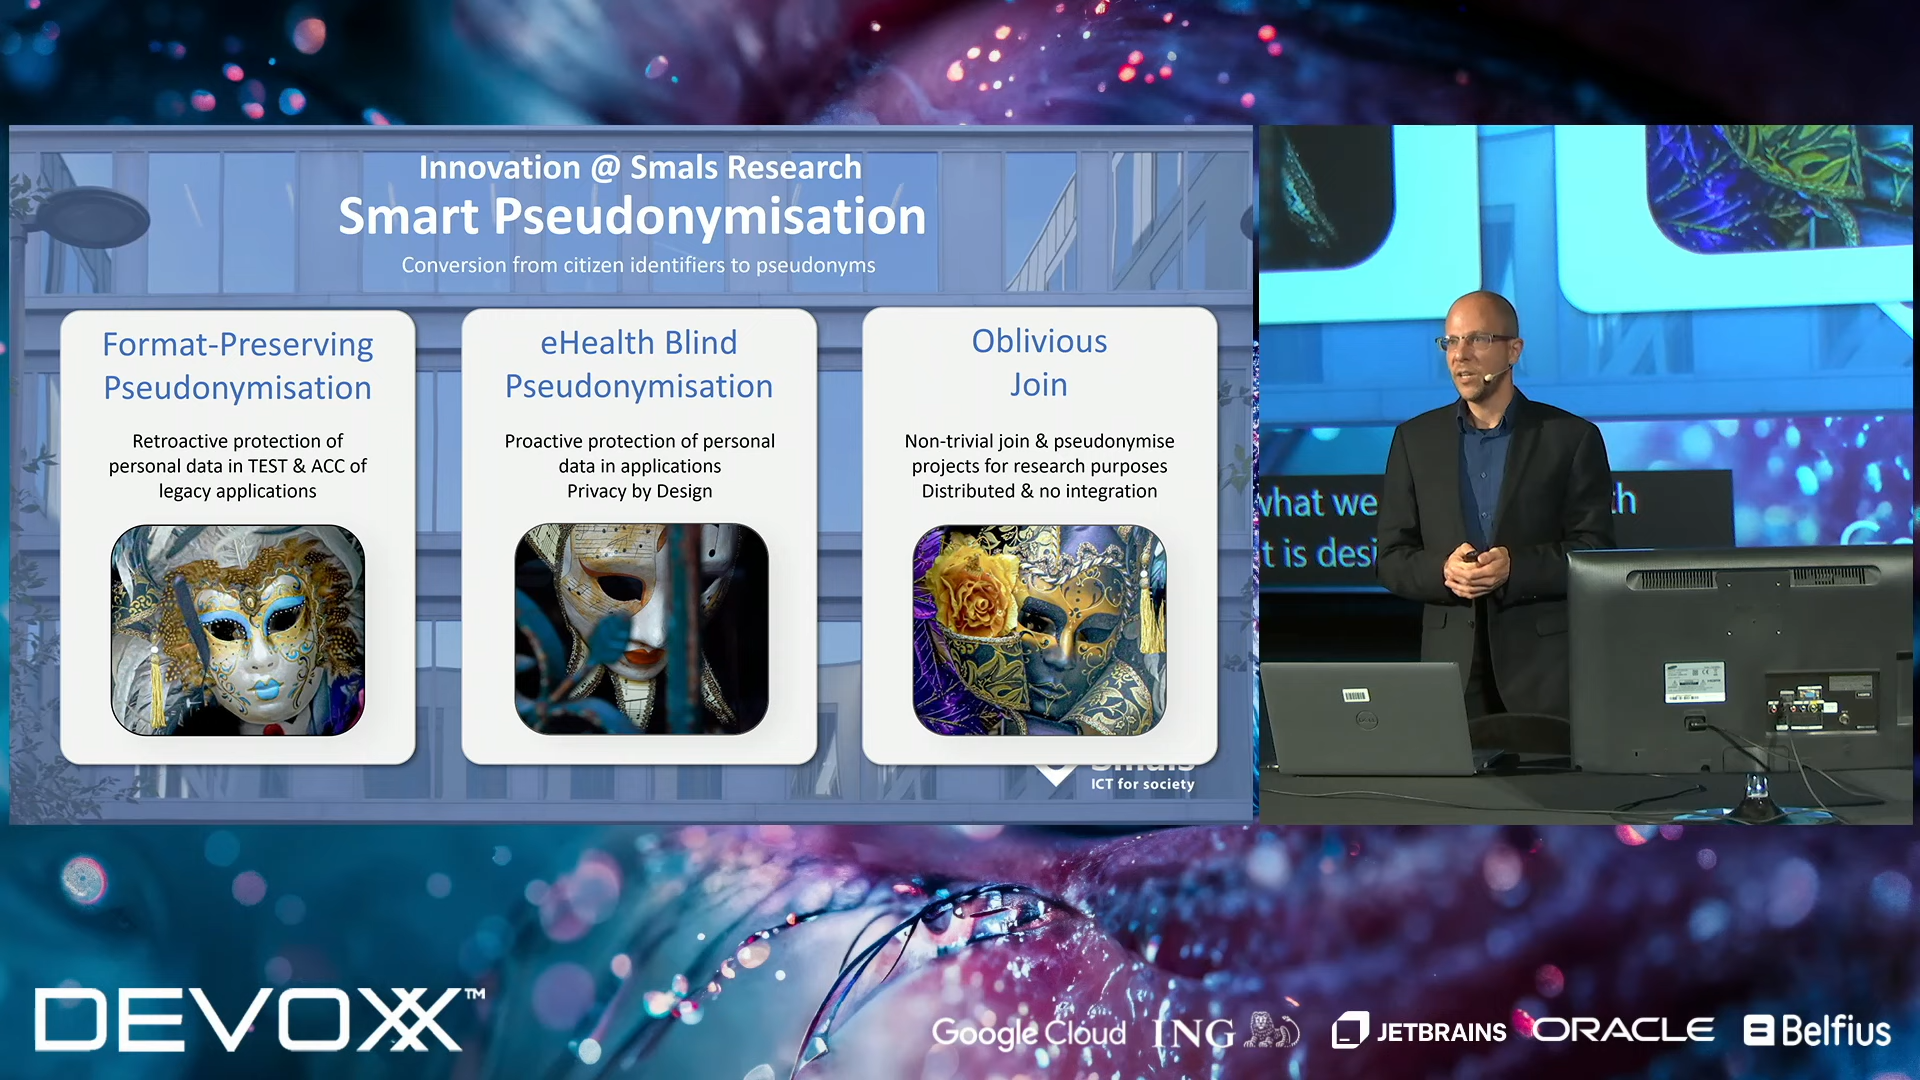 Innovation @ Smals Research
Smart Pseudonymisation
Conversion from citizen identifiers to pseudonyms
Format-Preserving
Pseudonymisation
Retroactive protection of
personal data in TEST & ACC of
legacy applications
eHealth Blind
Pseudonymisation
Proactive protection of personal
data in applications
Privacy by Design
Oblivious
Join
Non-trivial join & pseudonymise
projects for research purposes
Distributed & no integration
Smals
ICT for society
what we
t is desi
DEVOXX™
Google Cloud
ING
JETBRAINS
ORACLE
Belfius